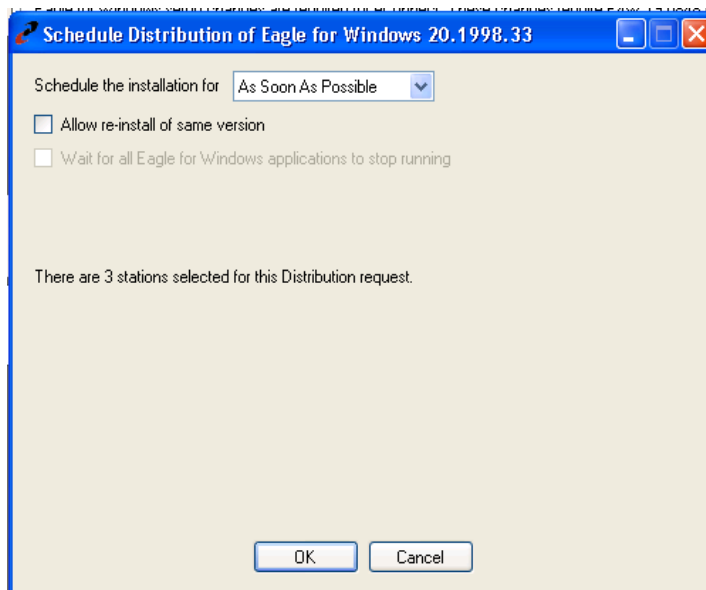 Schedule Distribution of Eagle for Windows 20.1998.33
Schedule the installation for As Soon As Possible
Allow re-install of same version
Wait for all Eagle for Windows applications to stop running
There are 3 stations selected for this Distribution request.
OK Cancel